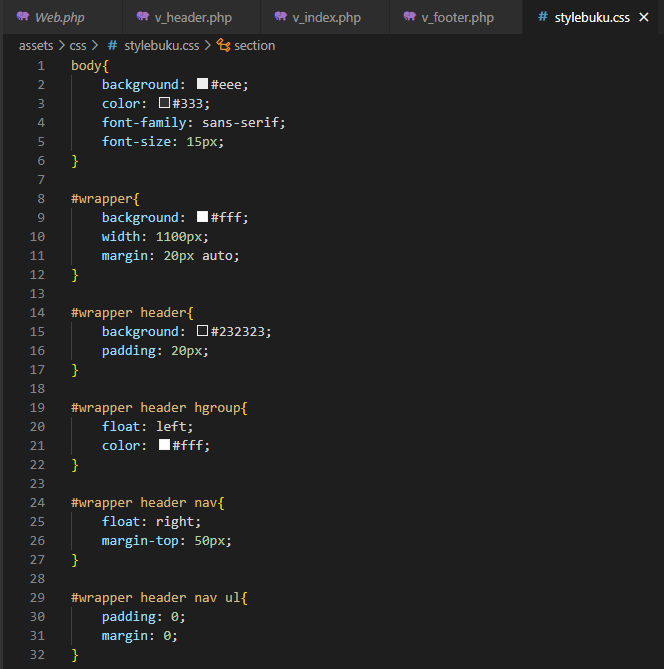 Web.php v_header.php v_index.php v_footer.php # stylebuku.css ×
assets > css > # stylebuku.css > section
1 body{
2 background: #eee;
3 color: #333;
4 font-family: sans-serif;
5 font-size: 15px;
6 }
7
8 #wrapper{
9 background: #fff;
10 width: 1100px;
11 margin: 20px auto;
12 }
13
14 #wrapper header{
15 background: #232323;
16 padding: 20px;
17 }
18
19 #wrapper header hgroup{
20 float: left;
21 color: #fff;
22 }
23
24 #wrapper header nav{
25 float: right;
26 margin-top: 50px;
27 }
28
29 #wrapper header nav ul{
30 padding: 0;
31 margin: 0;
32 }